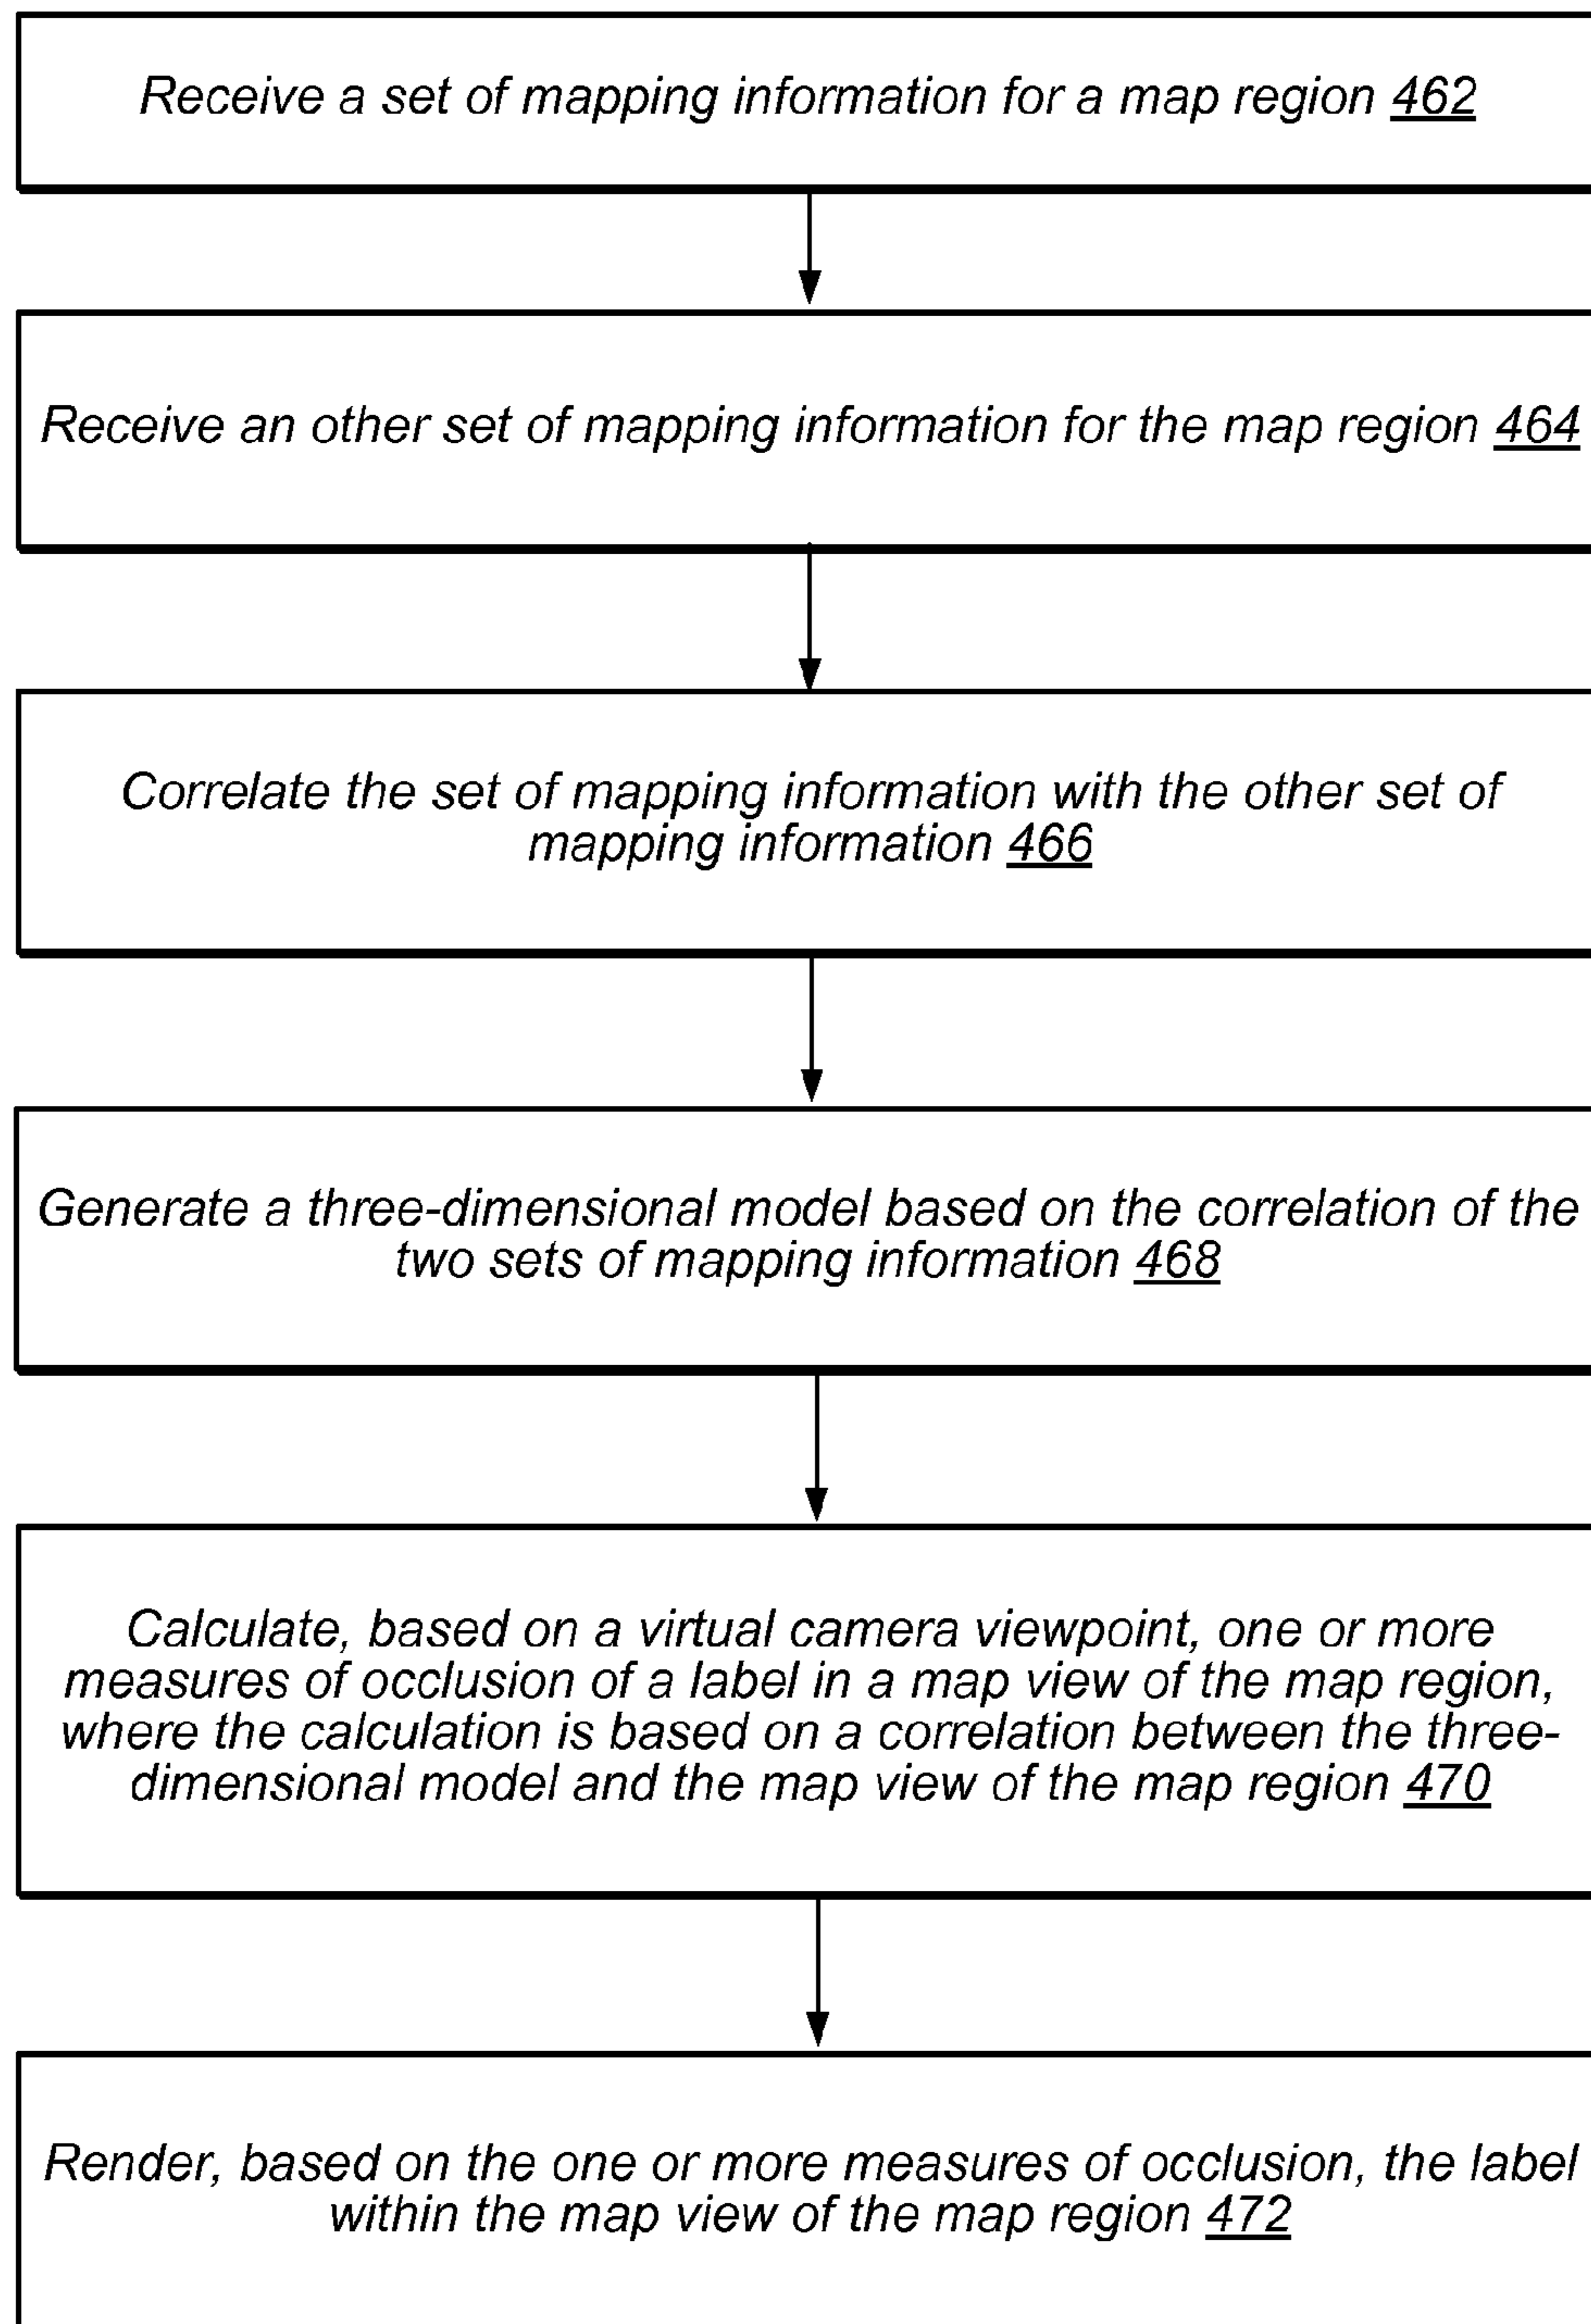 Receive a set of mapping information for a map region 462
Receive an other set of mapping information for the map region 464
Correlate the set of mapping information with the other set of
mapping information 466
Generate a three-dimensional model based on the correlation of the
two sets of mapping information 468
Calculate, based on a virtual camera viewpoint, one or more
measures of occlusion of a label in a map view of the map region,
where the calculation is based on a correlation between the three-
dimensional model and the map view of the map region 470
Render, based on the one or more measures of occlusion, the label
within the map view of the map region 472